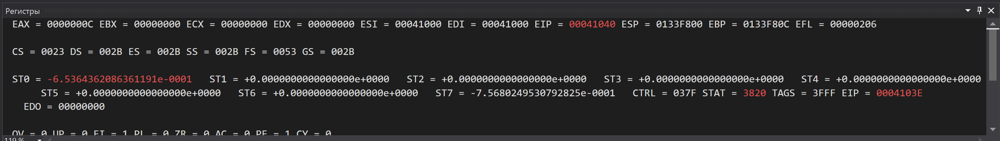 Регистры
EAX = 0000000C EBX = 00000000 ECX = 00000000 EDX = 00000000 ESI = 00041000 EDI = 00041000 EIP = 00041040 ESP = 0133F800 EBP = 0133F80C EFL = 00000206
CS = 0023 DS = 002B ES = 002B SS = 002B FS = 0053 GS = 002B
ST0 = -6.5364362086361191e-0001 ST1 = +0.0000000000000000e+0000 ST2 = +0.0000000000000000e+0000 ST3 = +0.0000000000000000e+0000 ST4 = +0.0000000000000000e+0000
ST5 = +0.0000000000000000e+0000 ST6 = +0.0000000000000000e+0000 ST7 = -7.5680249530792825e-0001 CTRL = 037F STAT = 3820 TAGS = 3FFF EIP = 0004103E
EDO = 00000000
OV = 0 UP = 0 EI = 1 PL = 0 ZR = 0 AC = 0 PE = 1 CY = 0
119 %